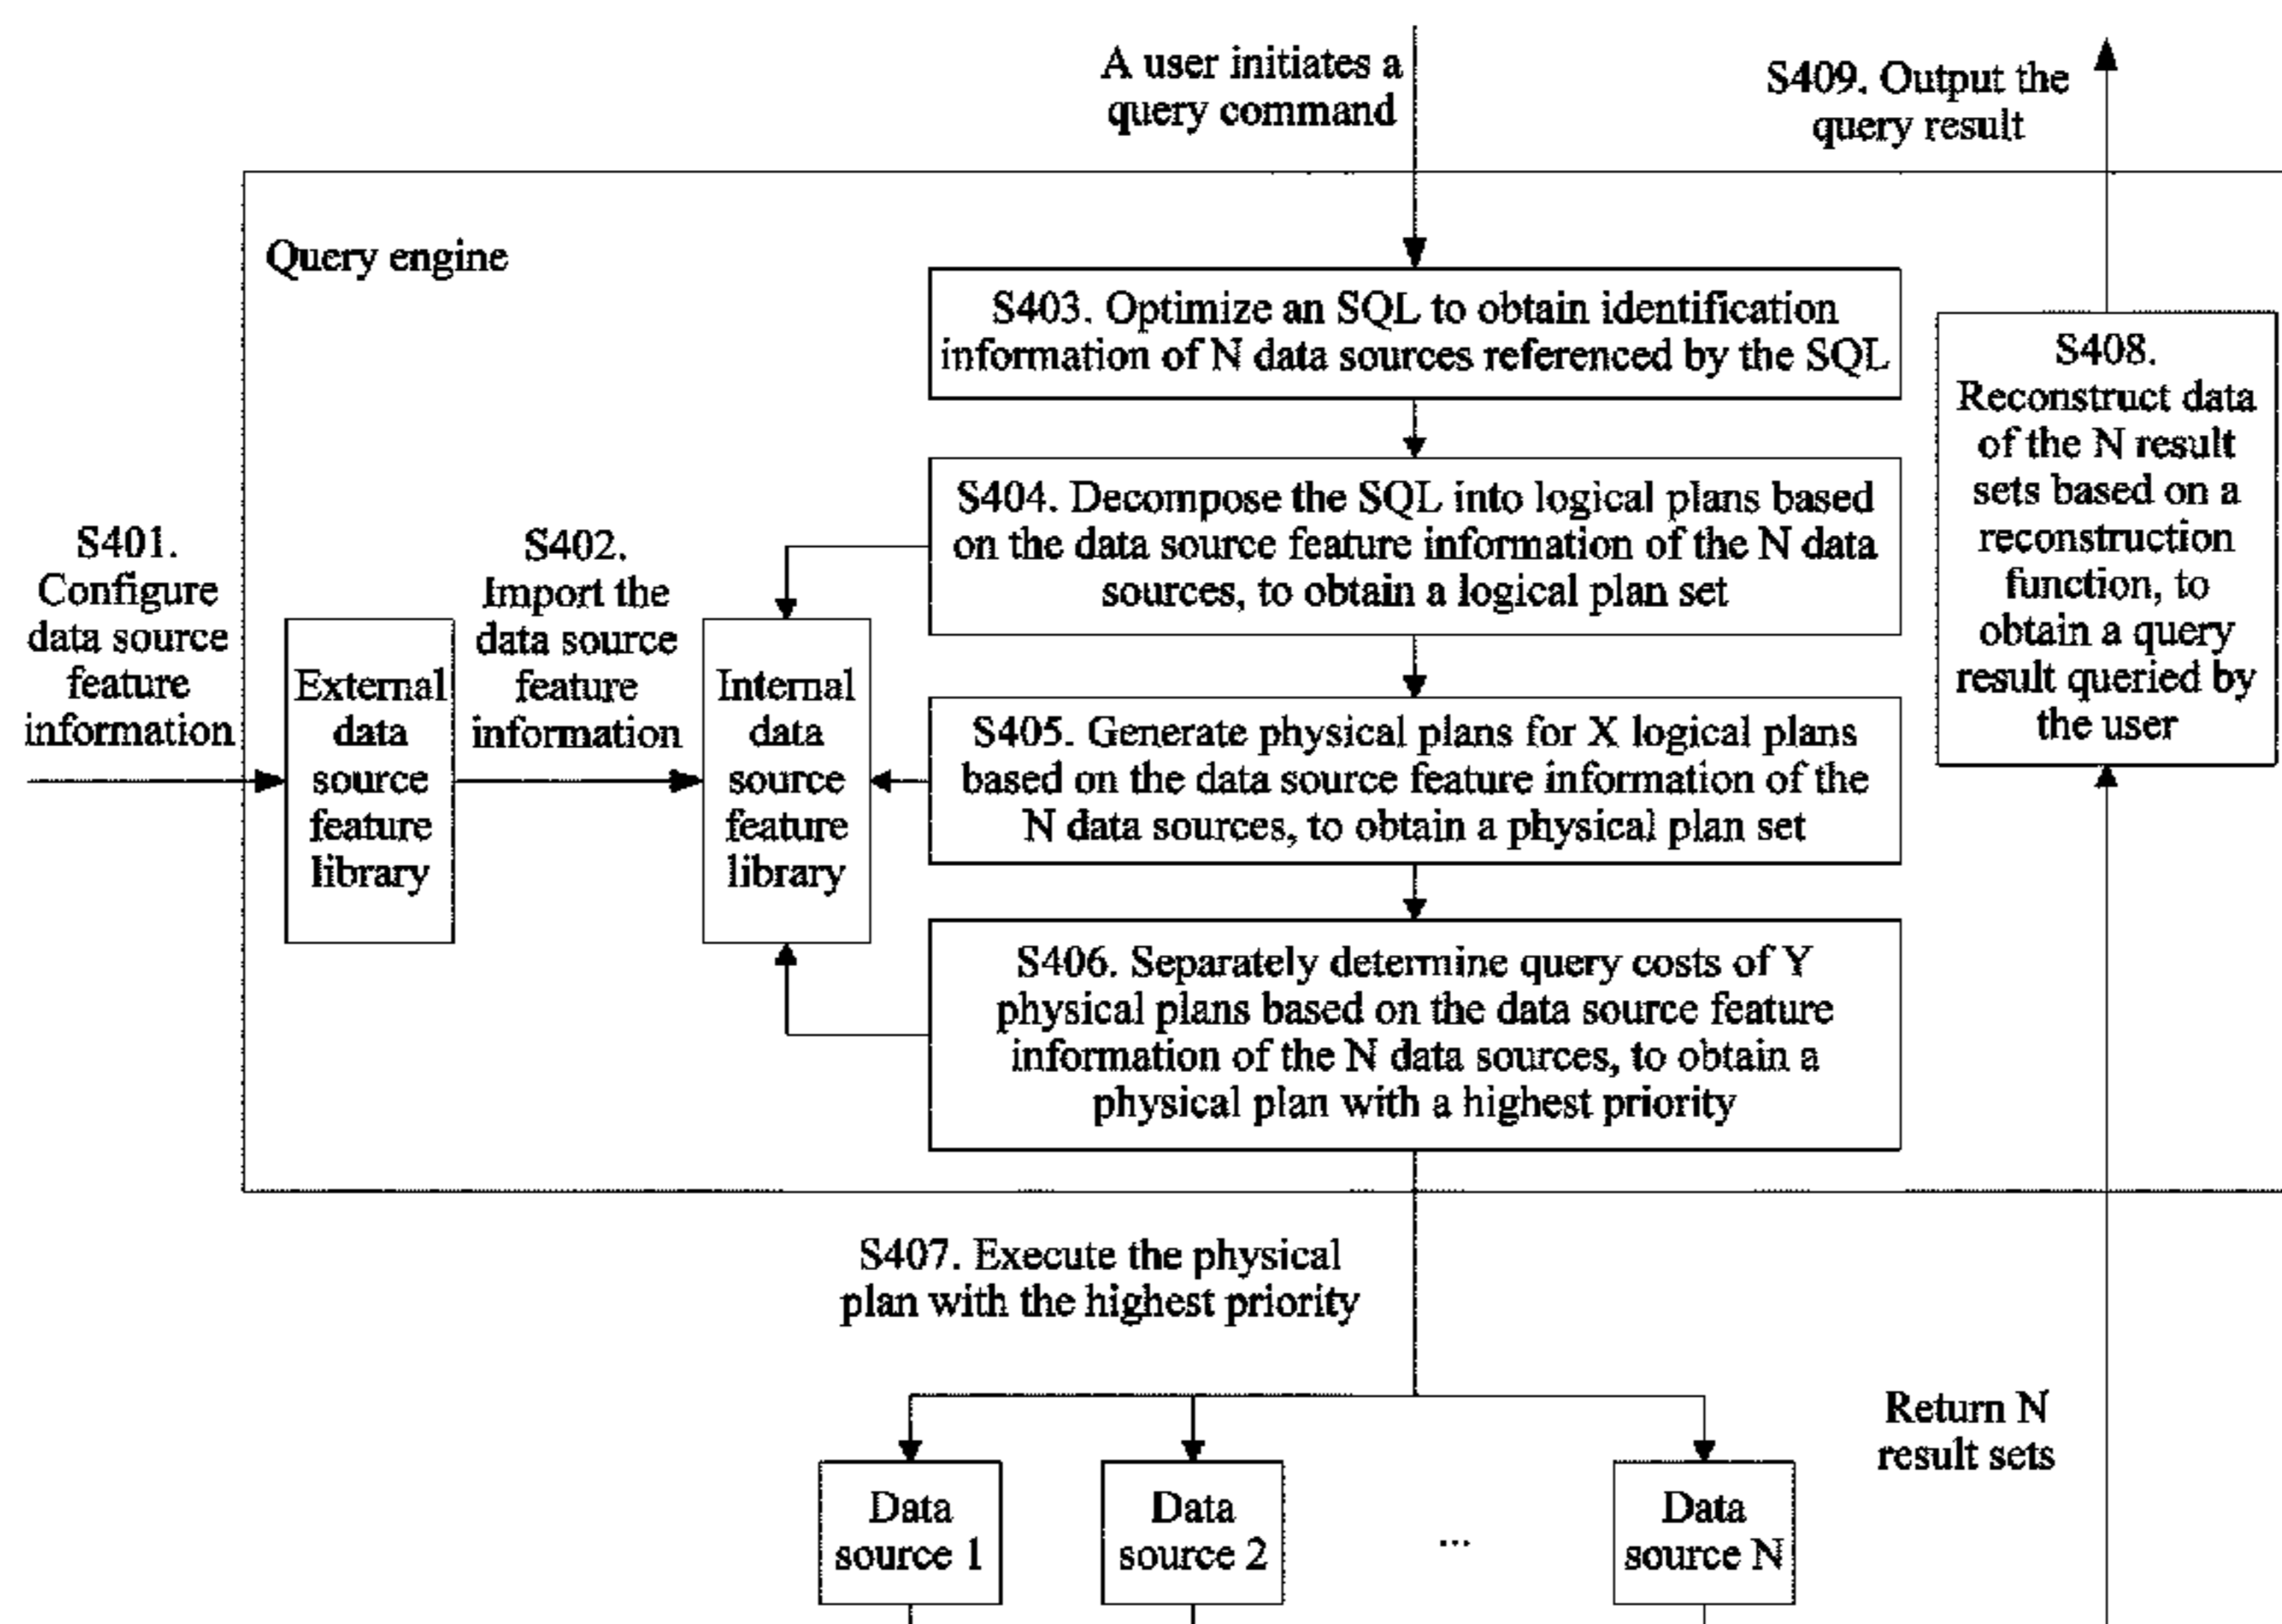 A user initiates a
query command
S409. Output the
query result
Query engine
S403. Optimize an SQL to obtain identification
information of N data sources referenced by the SQL
S408.
Reconstruct data
of the N result
sets based on a
reconstruction
function, to
obtain a query
result queried by
the user
S404. Decompose the SQL into logical plans based
on the data source feature information of the N data
sources, to obtain a logical plan set
S401.
Configure
data source
feature
information
S402.
Import the
data source
feature
information
External
data
source
feature
library
Internal
data
source
feature
library
S405. Generate physical plans for X logical plans
based on the data source feature information of the
N data sources, to obtain a physical plan set
S406. Separately determine query costs of Y
physical plans based on the data source feature
information of the N data sources, to obtain a
physical plan with a highest priority
S407. Execute the physical
plan with the highest priority
Return N
result sets
Data
source 1
Data
source 2
...
Data
source N